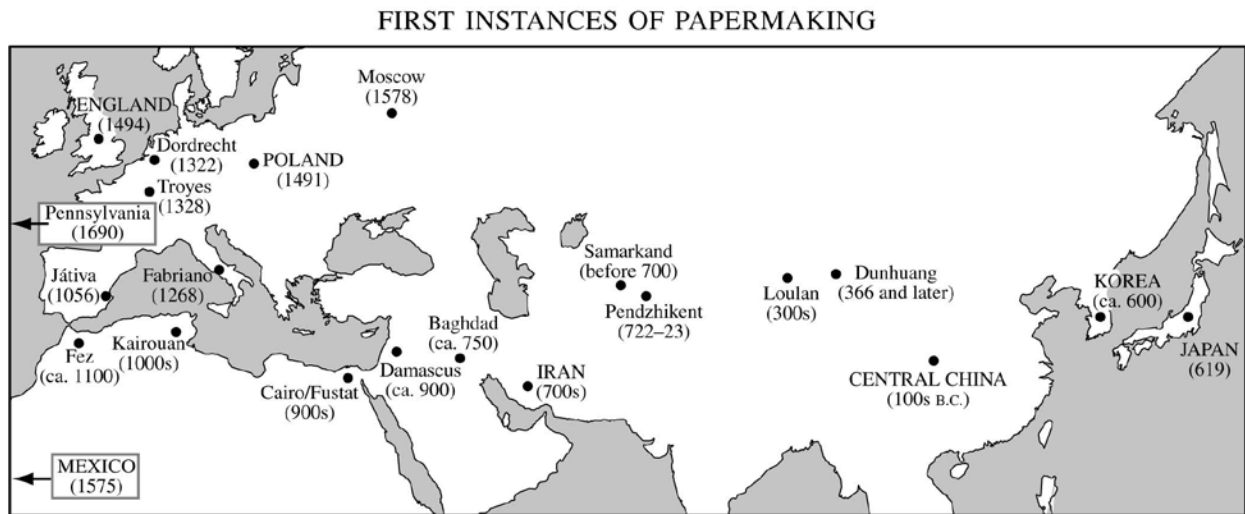 FIRST INSTANCES OF PAPERMAKING
Moscow
(1578)
ENGLAND
(1494)
Dordrecht
(1322)
POLAND
(1491)
Troyes
(1328)
Pennsylvania
(1690)
Játiva
(1056)
Fabriano
(1268)
Samarkand
(before 700)
Pendzhikent
(722–23)
Loulan
(300s)
Dunhuang
(366 and later)
KOREA
(ca. 600)
JAPAN
(619)
Fez
(ca. 1100)
Kairouan
(1000s)
Baghdad
(ca. 750)
Damascus
(ca. 900)
Cairo/Fustat
(900s)
IRAN
(700s)
CENTRAL CHINA
(100s B.C.)
MEXICO
(1575)